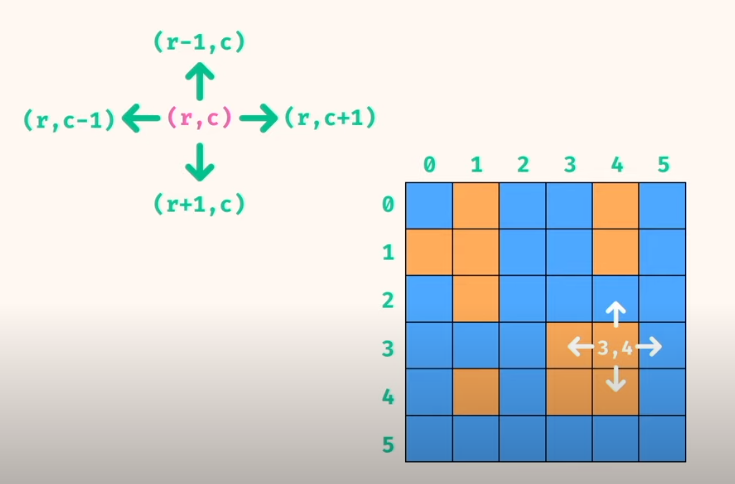 (r-1,c)
(r,c-1) (r,c) (r,c+1)
(r+1,c)
0 1 2 3 4 5
0
1
2
3
3,4
4
5